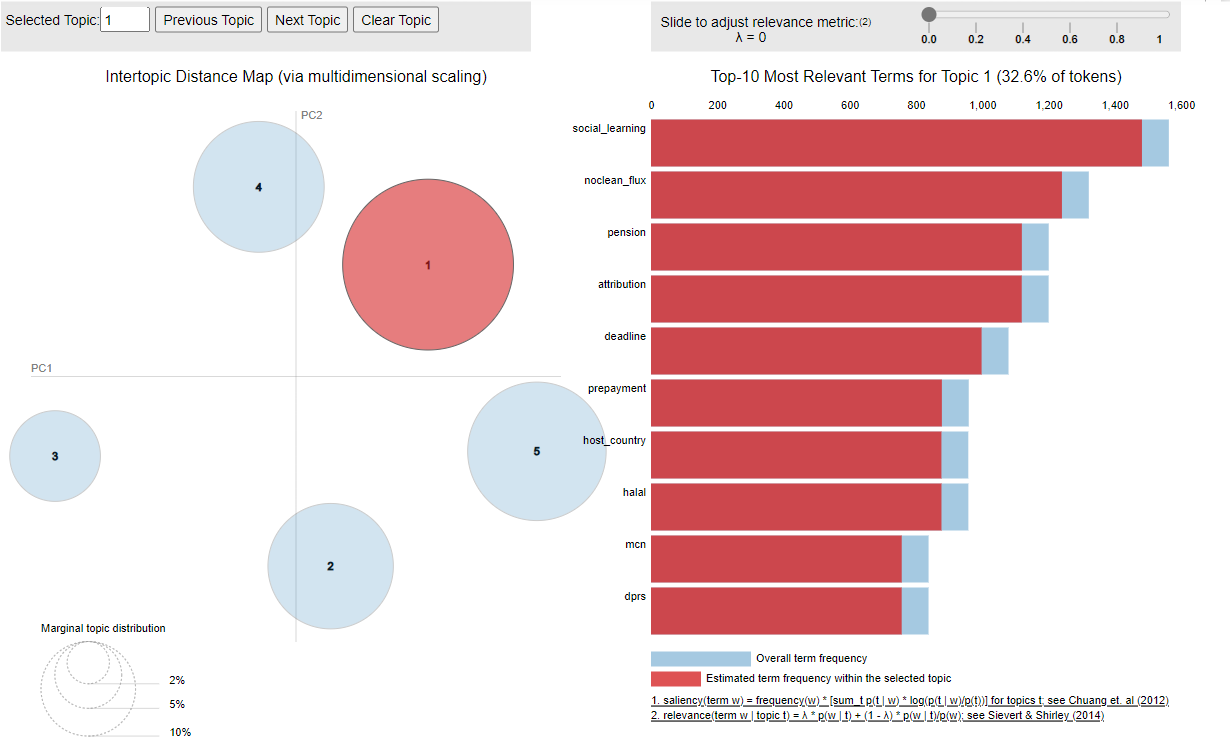 Selected Topic: 1 Previous Topic Next Topic Clear Topic
Slide to adjust relevance metric:(2)
λ = 0
0.0 0.2 0.4 0.6 0.8 1
Intertopic Distance Map (via multidimensional scaling)
PC2
PC1
4
1
3
5
2
Marginal topic distribution
2%
5%
10%
Top-10 Most Relevant Terms for Topic 1 (32.6% of tokens)
0 200 400 600 800 1,000 1,200 1,400 1,600
social_learning
noclean_flux
pension
attribution
deadline
prepayment
host_country
halal
mcn
dprs
Overall term frequency
Estimated term frequency within the selected topic
1. saliency(term w) = frequency(w) * [sum_t p(t | w) * log(p(t | w)/p(t))] for topics t; see Chuang et. al (2012)
2. relevance(term w | topic t) = λ * p(w | t) + (1 - λ) * p(w | t)/p(w); see Sievert & Shirley (2014)